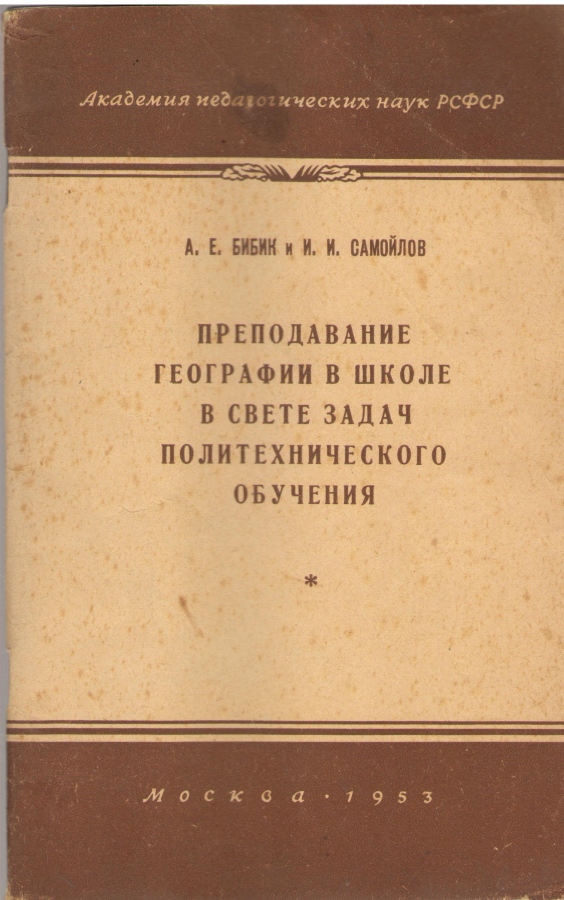 Академия педагогических наук РСФСР
А. Е. БИБИК и И. И. САМОЙЛОВ
ПРЕПОДАВАНИЕ
ГЕОГРАФИИ В ШКОЛЕ
В СВЕТЕ ЗАДАЧ
ПОЛИТЕХНИЧЕСКОГО
ОБУЧЕНИЯ
*
Москва · 1953